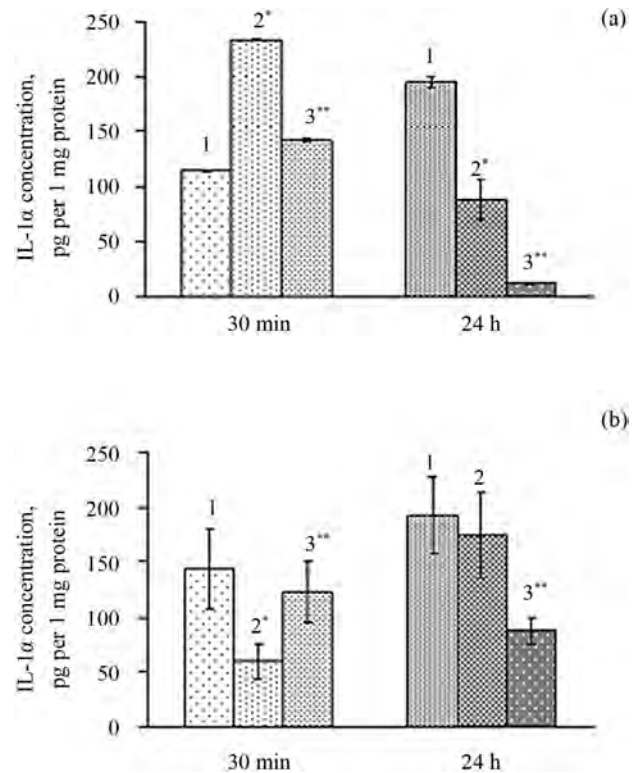 (a)
IL-1α concentration,
pg per 1 mg protein
250
200
150
100
50
0
1
2*
3**
1
2*
3**
30 min
24 h
(b)
IL-1α concentration,
pg per 1 mg protein
250
200
150
100
50
0
1
2*
3**
1
2
3**
30 min
24 h